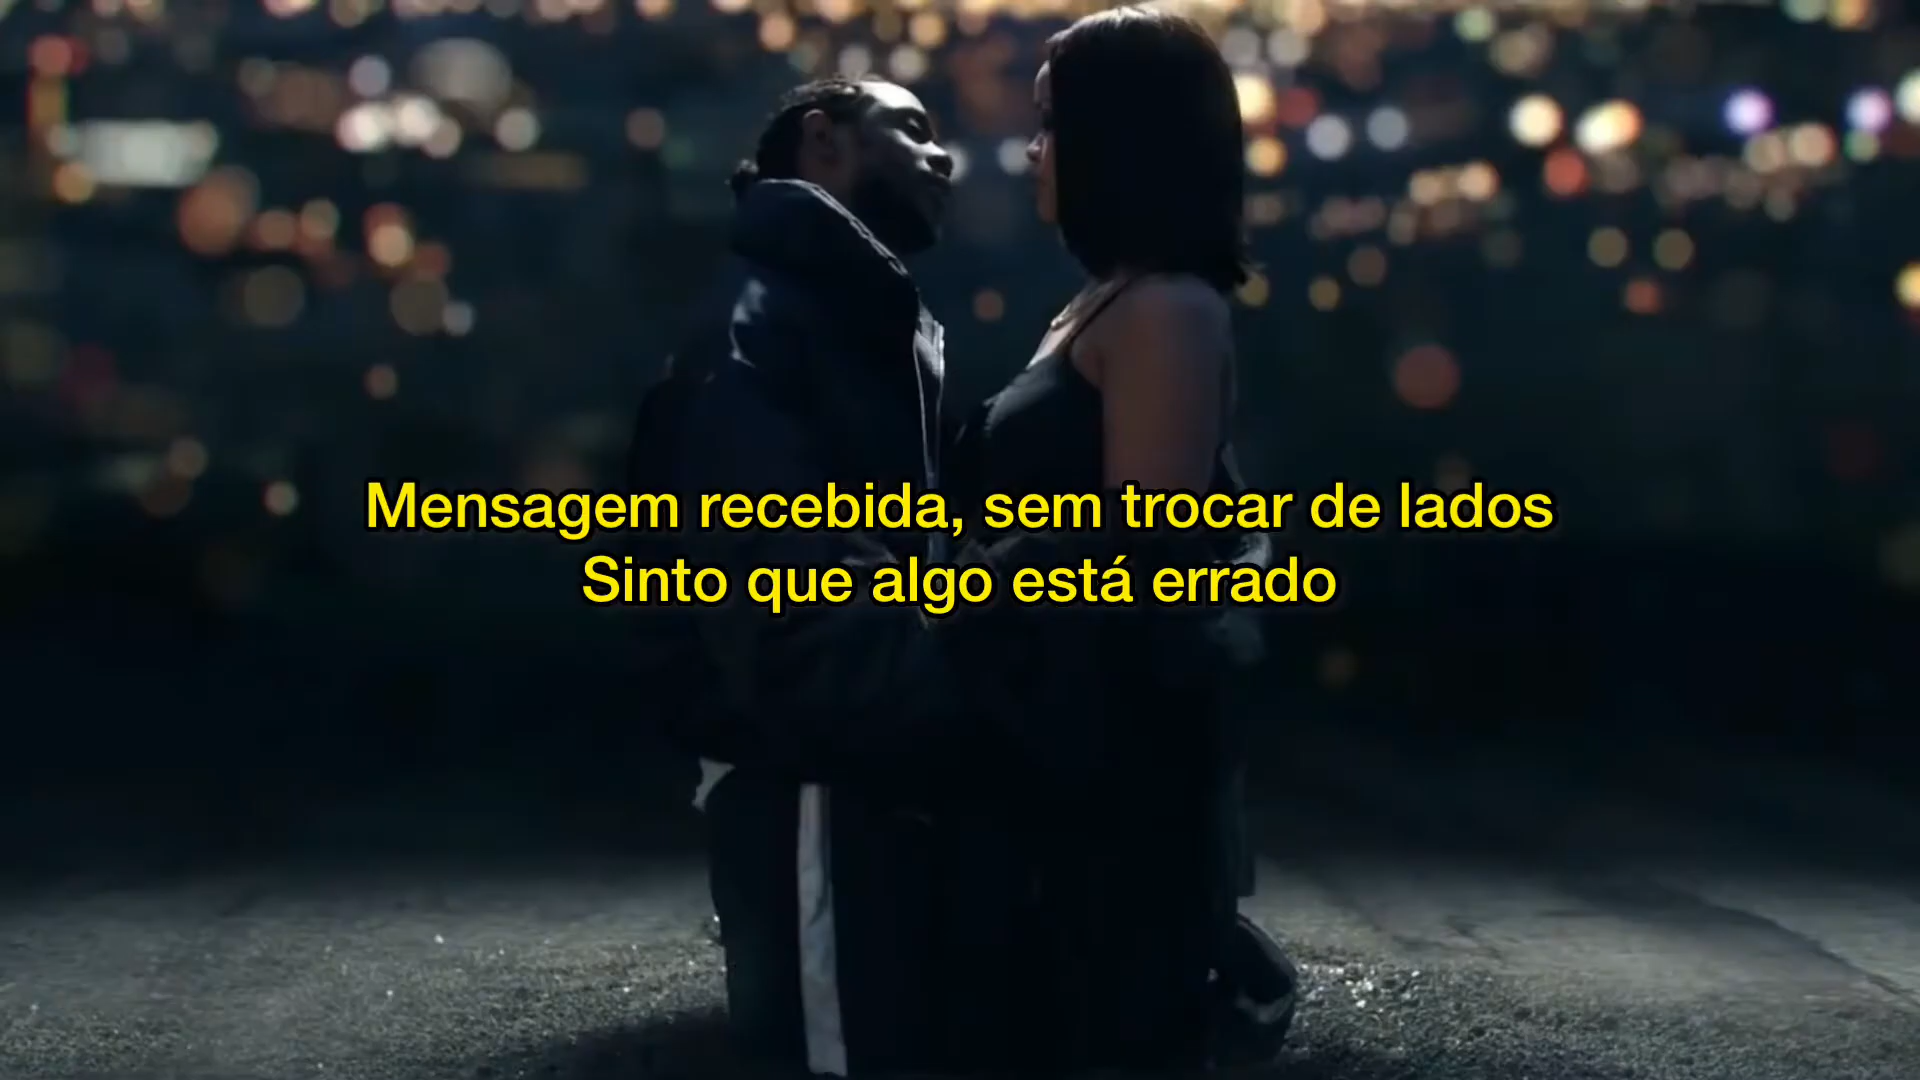 Mensagem recebida, sem trocar de lados
Sinto que algo está errado